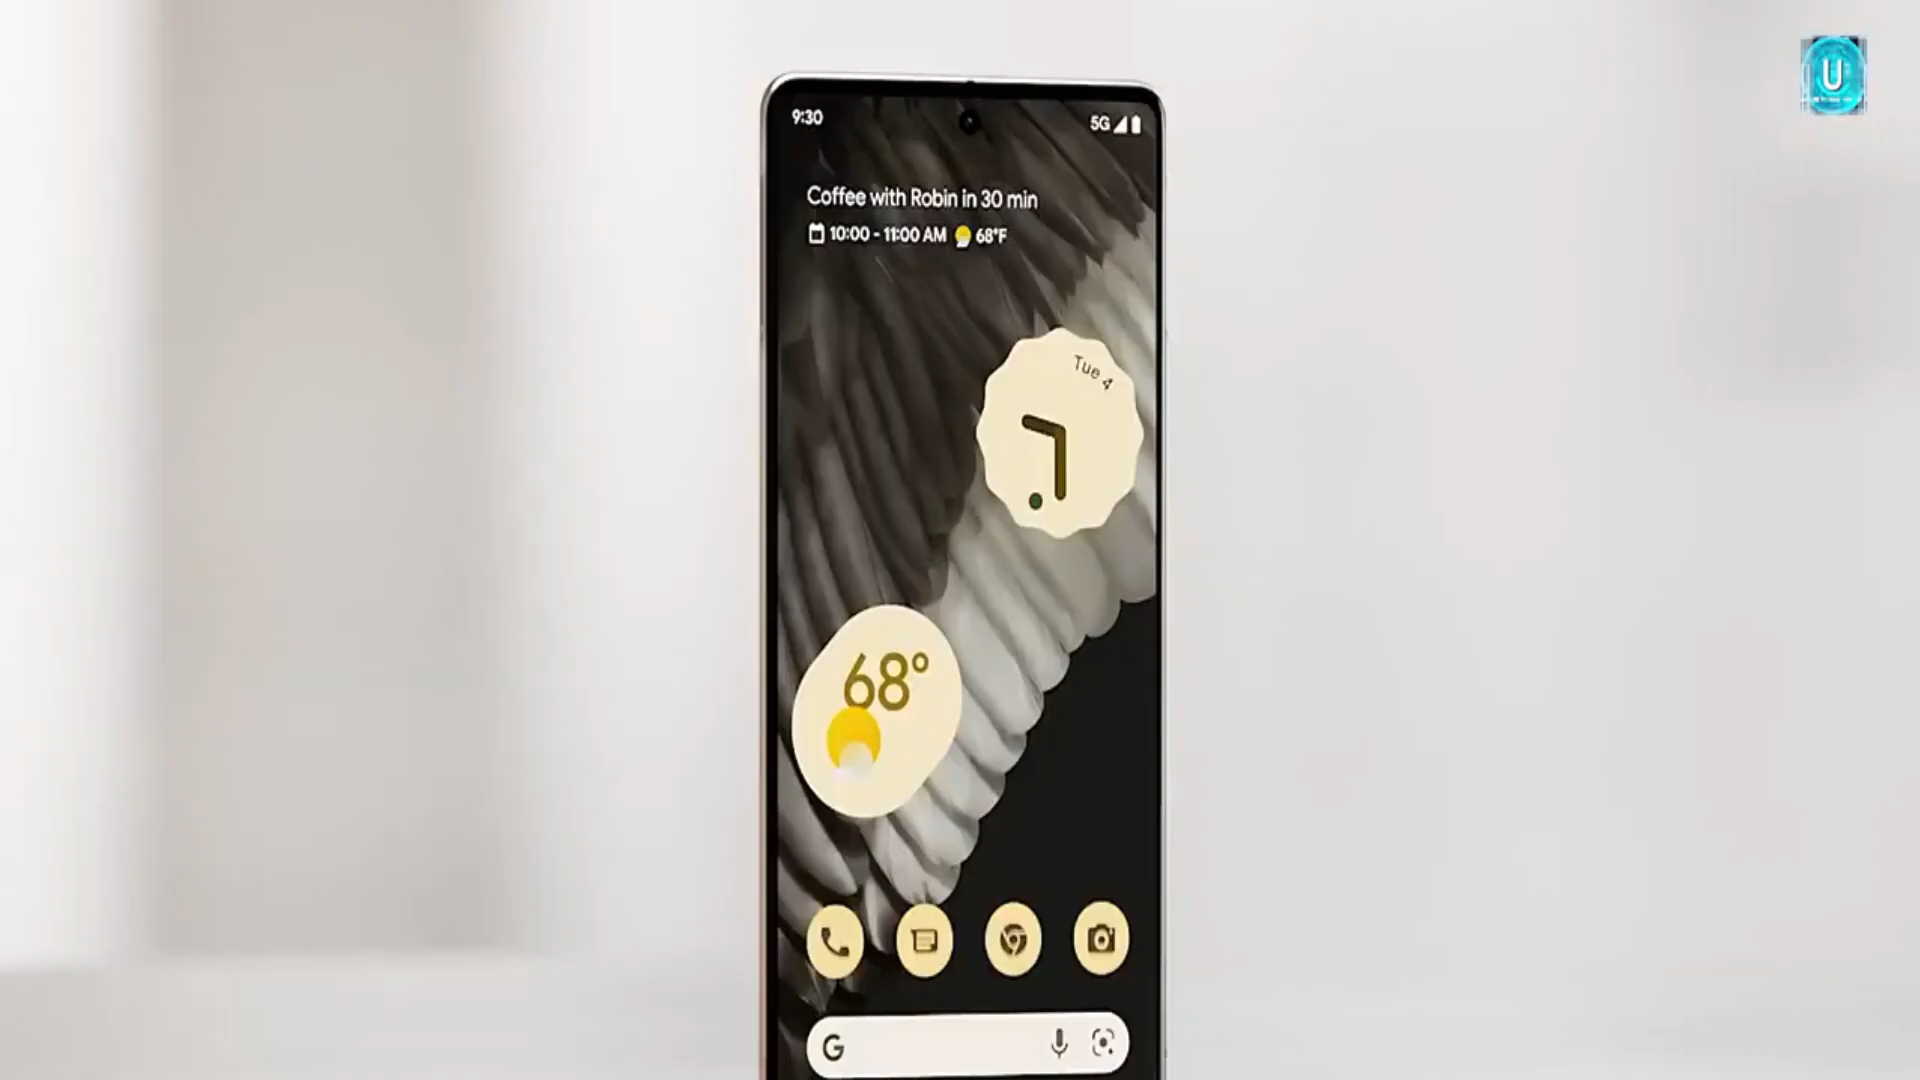 U
9:30
5G
Coffee with Robin in 30 min
10:00 - 11:00 AM 68°F
Tue 4
68°
G